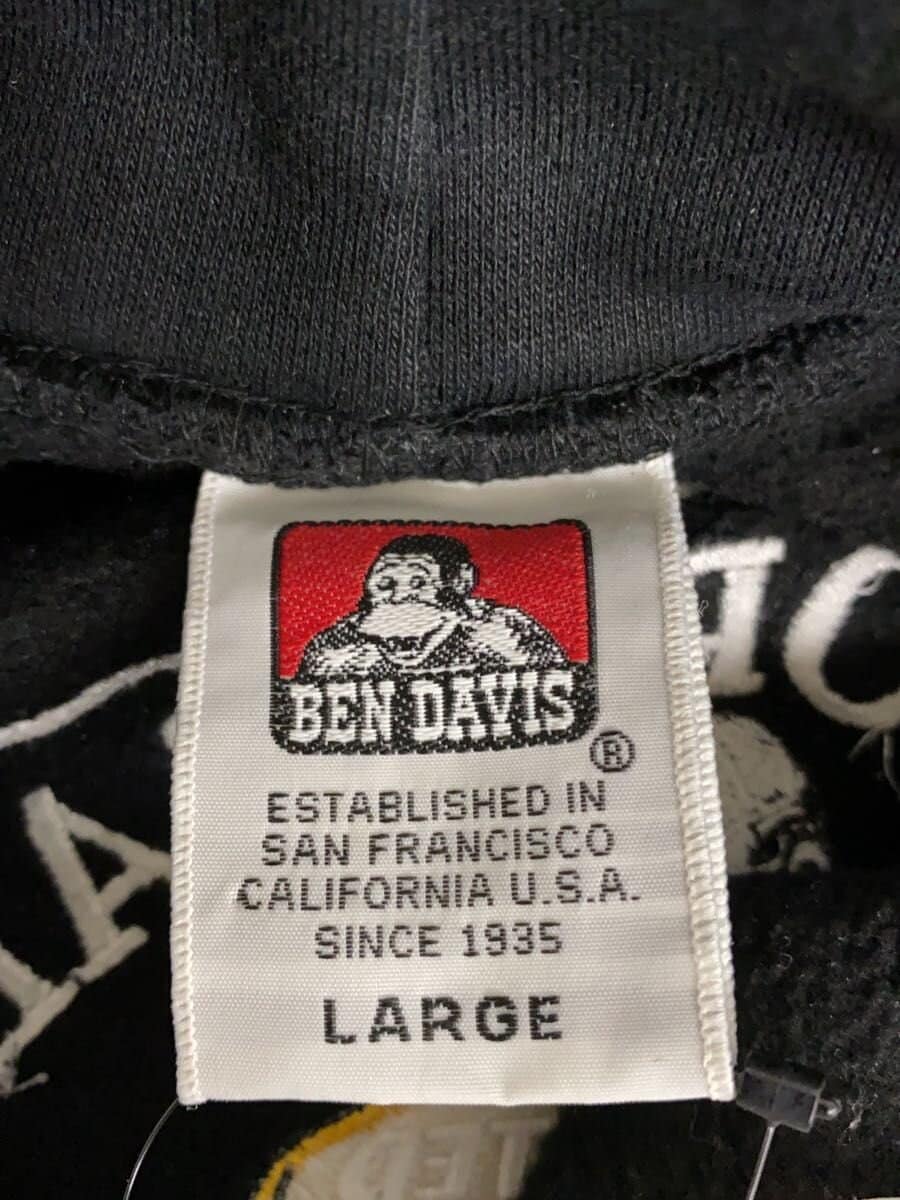 BEN DAVIS
®
ESTABLISHED IN
SAN FRANCISCO
CALIFORNIA U.S.A.
SINCE 1935
LARGE